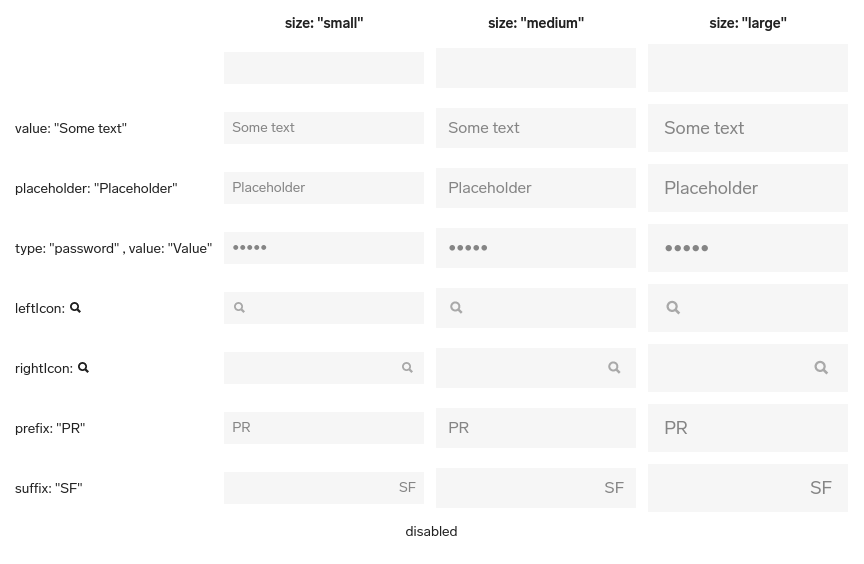 size: "small" size: "medium" size: "large"
value: "Some text" Some text Some text Some text
placeholder: "Placeholder" Placeholder Placeholder Placeholder
type: "password" , value: "Value" ••••• ••••• •••••
leftIcon:
rightIcon:
prefix: "PR" PR PR PR
suffix: "SF" SF SF SF
disabled